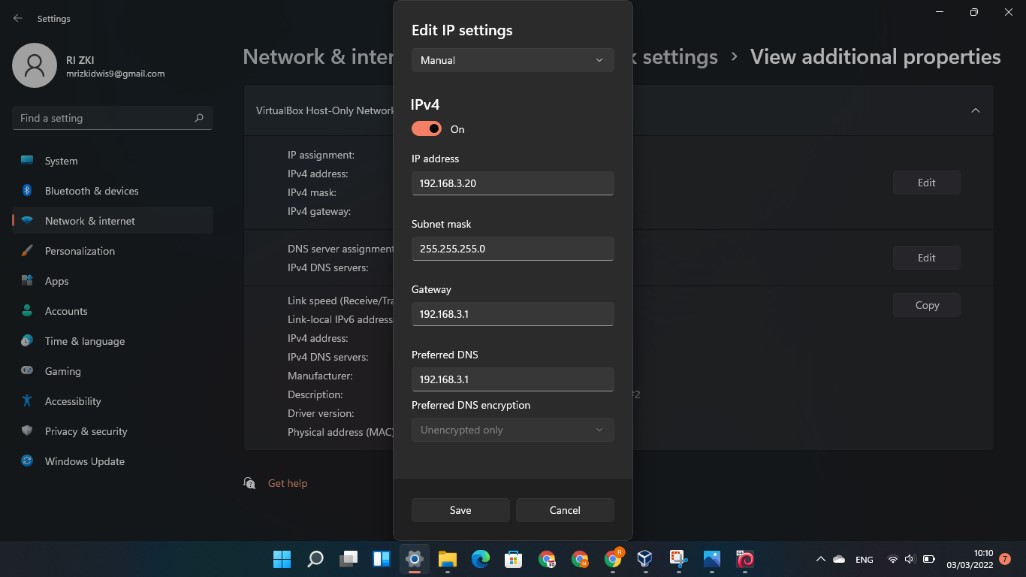 Settings
RI ZKI
mrizkidwis9@gmail.com
Find a setting
System
Bluetooth & devices
Network & internet
Personalization
Apps
Accounts
Time & language
Gaming
Accessibility
Privacy & security
Windows Update
Network & inter
k settings > View additional properties
VirtualBox Host-Only Network
IP assignment:
IPv4 address:
IPv4 mask:
IPv4 gateway:
Edit
DNS server assignment
IPv4 DNS servers:
Edit
Link speed (Receive/Tra
Link-local IPv6 address
IPv4 address:
IPv4 DNS servers:
Manufacturer:
Description:
#2
Driver version:
Physical address (MAC)
Copy
Get help
Edit IP settings
Manual
IPv4
On
IP address
192.168.3.20
Subnet mask
255.255.255.0
Gateway
192.168.3.1
Preferred DNS
192.168.3.1
Preferred DNS encryption
Unencrypted only
Save
Cancel
ENG
10:10
03/03/2022
7